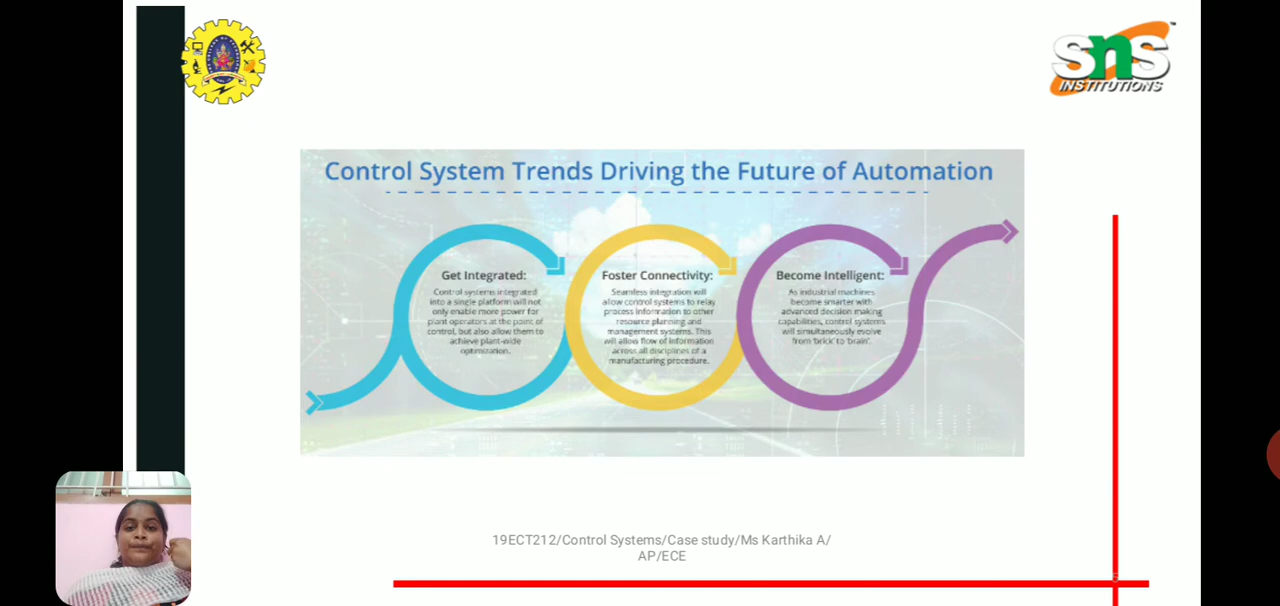 SNS
INSTITUTIONS
Control System Trends Driving the Future of Automation
Get Integrated:
Control systems integrated
into a single platform will not
only enable more power for
plant operators at the point of
control, but also allow them to
achieve plant-wide
optimization.
Foster Connectivity:
Seamless integration will
allow control systems to relay
process information to other
resource planning and
management systems. This
will allow flow of information
across all disciplines of a
manufacturing procedure.
Become Intelligent:
As industrial machines
become smarter with
advanced decision making
capabilities, control systems
will simultaneously evolve
from 'brick' to 'brain'.
19ECT212/Control Systems/Case study/Ms Karthika A/
AP/ECE